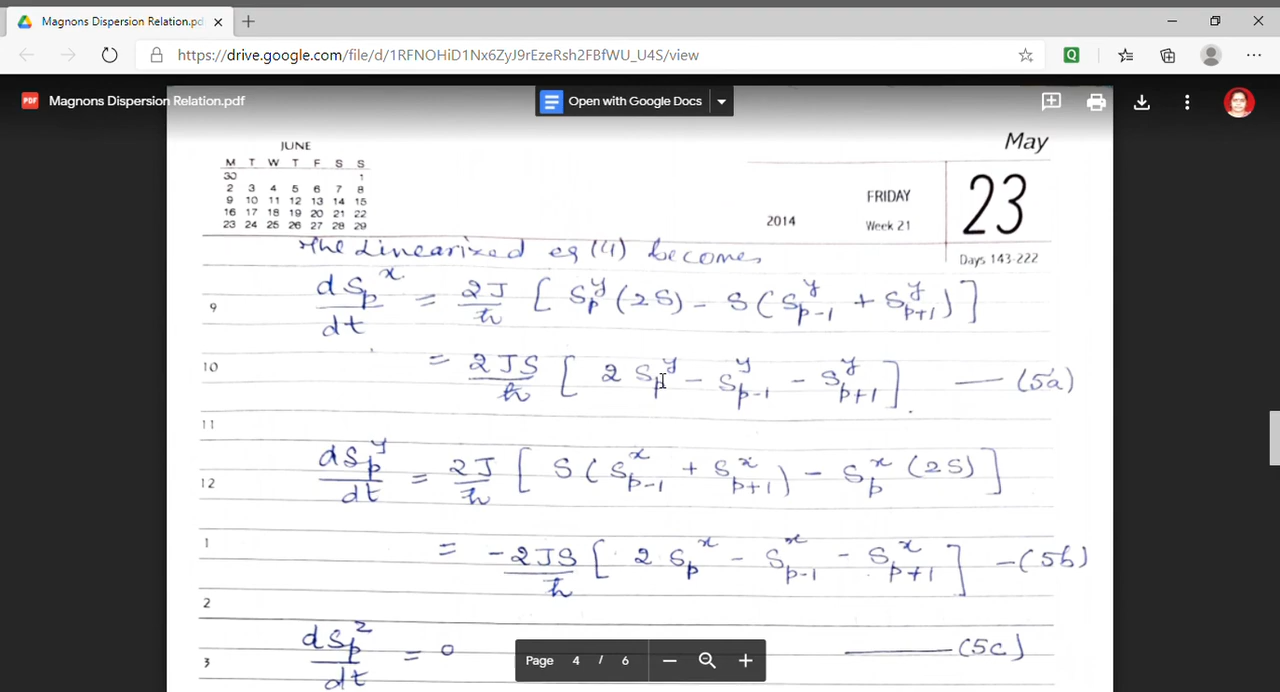 Magnons Dispersion Relation.pd
https://drive.google.com/file/d/1RFNOHiD1Nx6ZyJ9rEzeRsh2FBfWU_U4S/view
Q
PDF Magnons Dispersion Relation.pdf
Open with Google Docs
JUNE
M T W T F S S
30 1
2 3 4 5 6 7 8
9 10 11 12 13 14 15
16 17 18 19 20 21 22
23 24 25 26 27 28 29
May
2014
FRIDAY
Week 21
23
Days 143-222
The Linearized eq (4) becomes
9 dS_p^x/dt = 2J/ħ [ S_p^y (2S) - S (S_{p-1}^y + S_{p+1}^y) ]
10 = 2JS/ħ [ 2 S_p^y - S_{p-1}^y - S_{p+1}^y ] — (5a)
11
12 dS_p^y/dt = 2J/ħ [ S (S_{p-1}^x + S_{p+1}^x) - S_p^x (2S) ]
1 = -2JS/ħ [ 2 S_p^x - S_{p-1}^x - S_{p+1}^x ] - (5b)
2
3 dS_p^z/dt = 0 — (5c)
Page 4 / 6